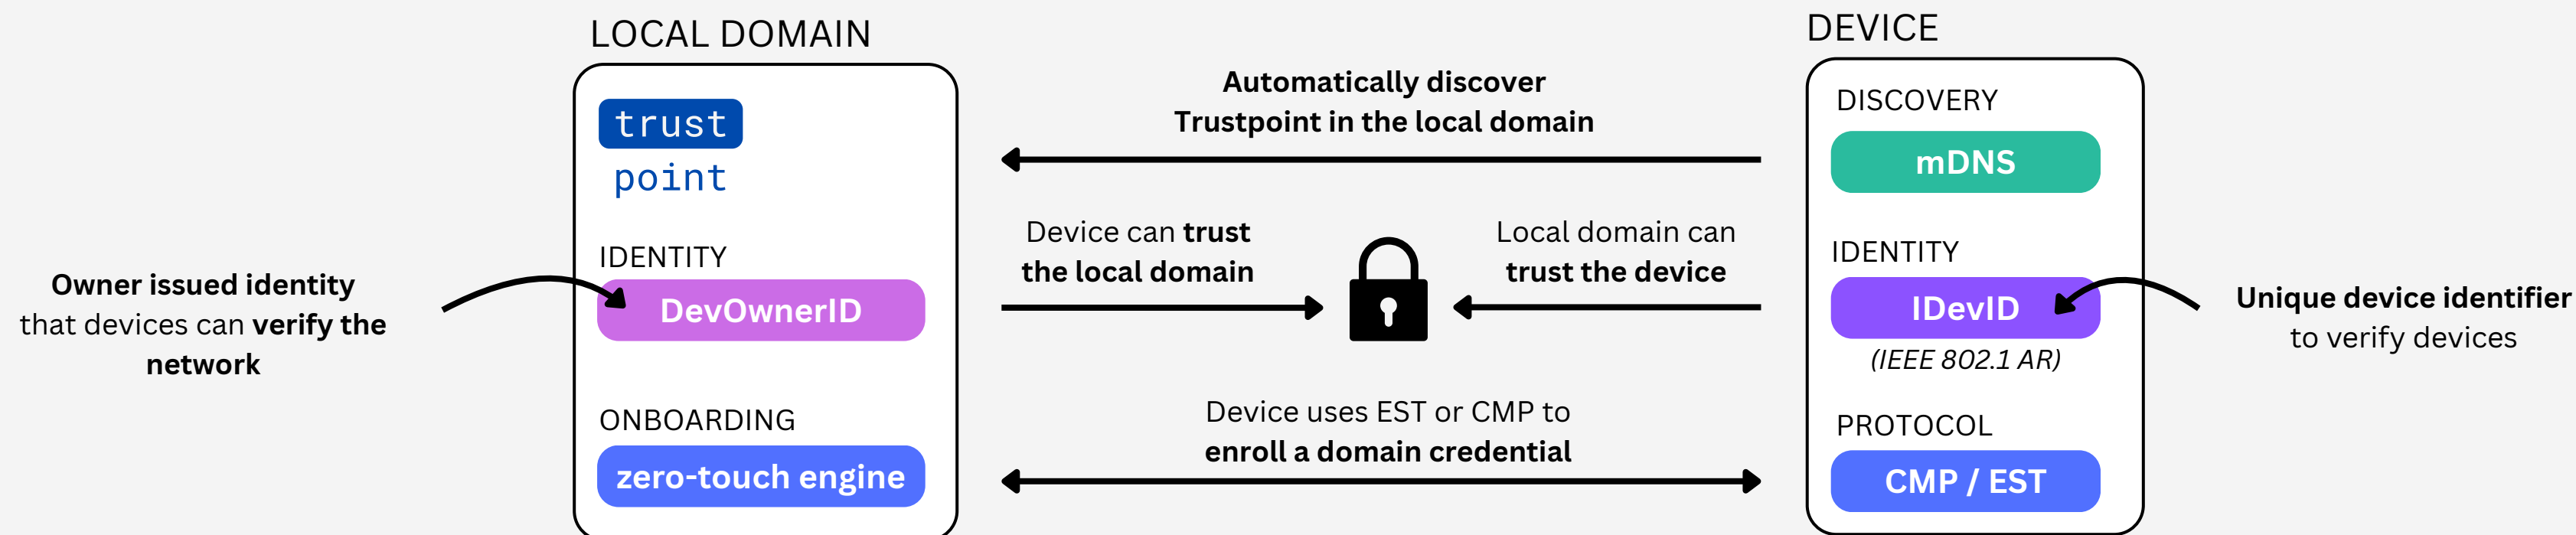 LOCAL DOMAIN
trust
point
IDENTITY
DevOwnerID
ONBOARDING
zero-touch engine
Owner issued identity
that devices can verify the
network
Automatically discover
Trustpoint in the local domain
Device can trust
the local domain
Local domain can
trust the device
Device uses EST or CMP to
enroll a domain credential
DEVICE
DISCOVERY
mDNS
IDENTITY
IDevID
(IEEE 802.1 AR)
PROTOCOL
CMP / EST
Unique device identifier
to verify devices